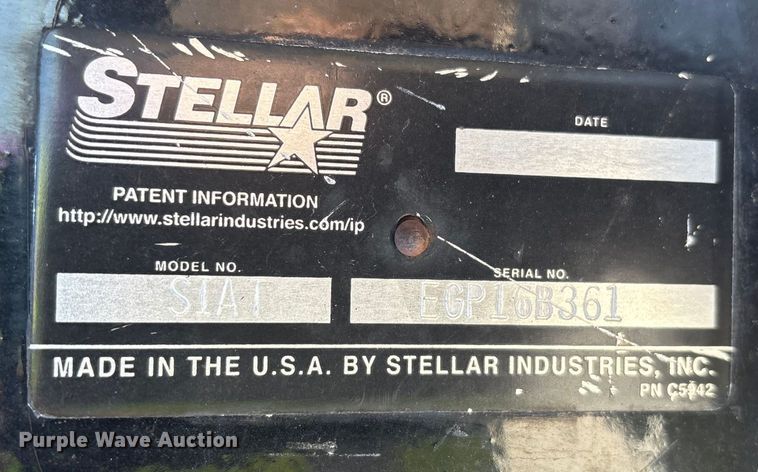 STELLAR®
DATE
PATENT INFORMATION
http://www.stellarindustries.com/ip
MODEL NO.
SERIAL NO.
EGP16B361
MADE IN THE U.S.A. BY STELLAR INDUSTRIES, INC.
PN C5942
Purple Wave Auction